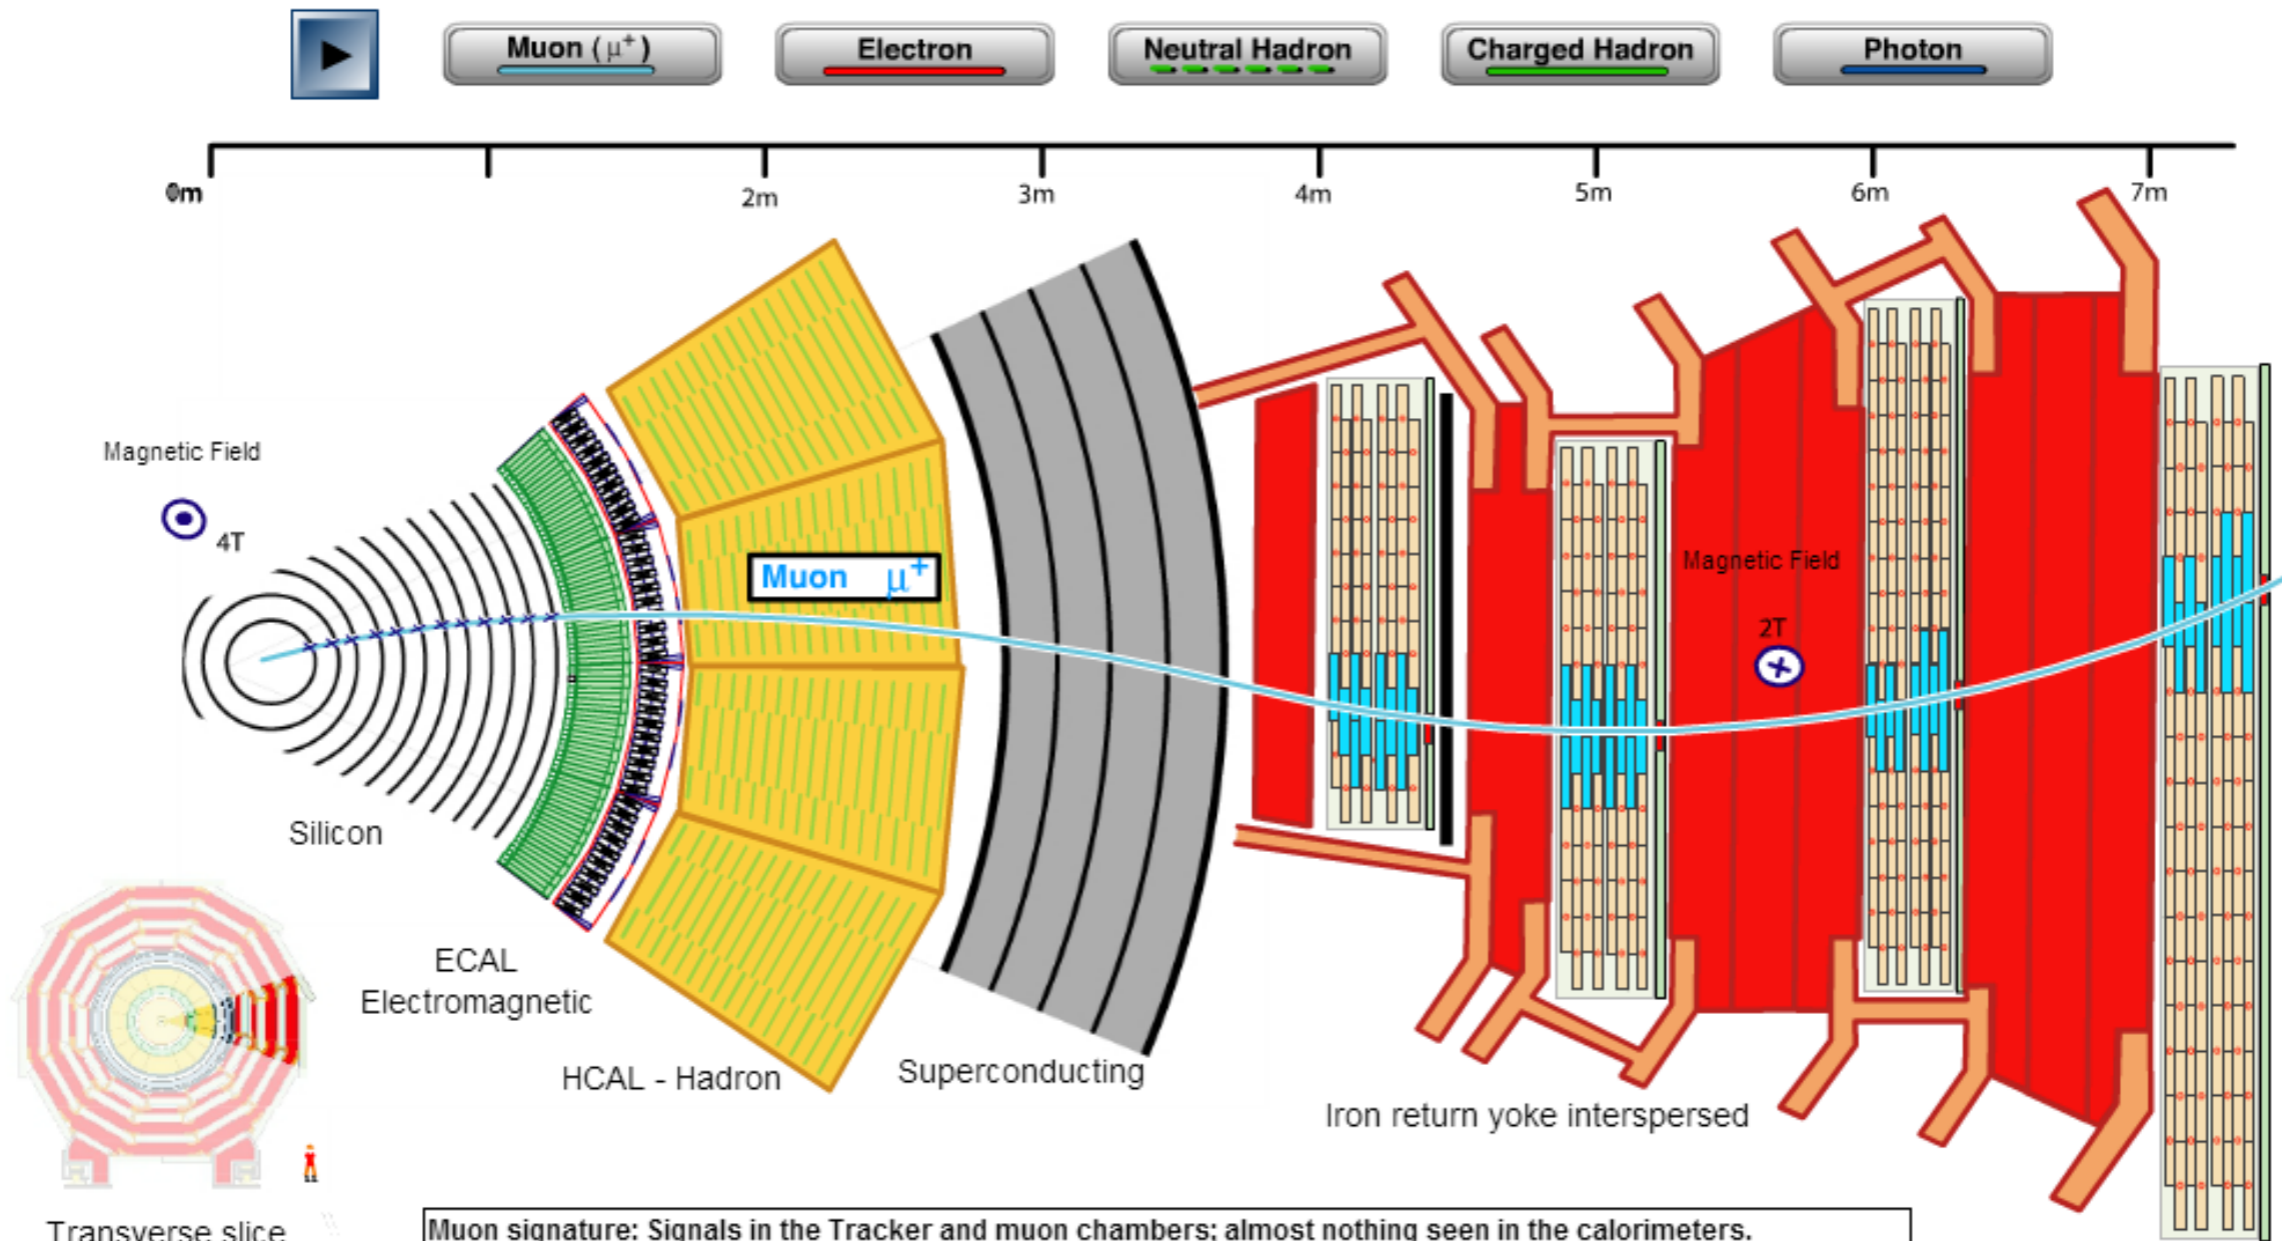 Muon (μ⁺)
Electron
Neutral Hadron
Charged Hadron
Photon
0m
2m
3m
4m
5m
6m
7m
Magnetic Field
4T
Muon μ⁺
Magnetic Field
2T
Silicon
ECAL
Electromagnetic
HCAL - Hadron
Superconducting
Iron return yoke interspersed
Transverse slice
Muon signature: Signals in the Tracker and muon chambers; almost nothing seen in the calorimeters.